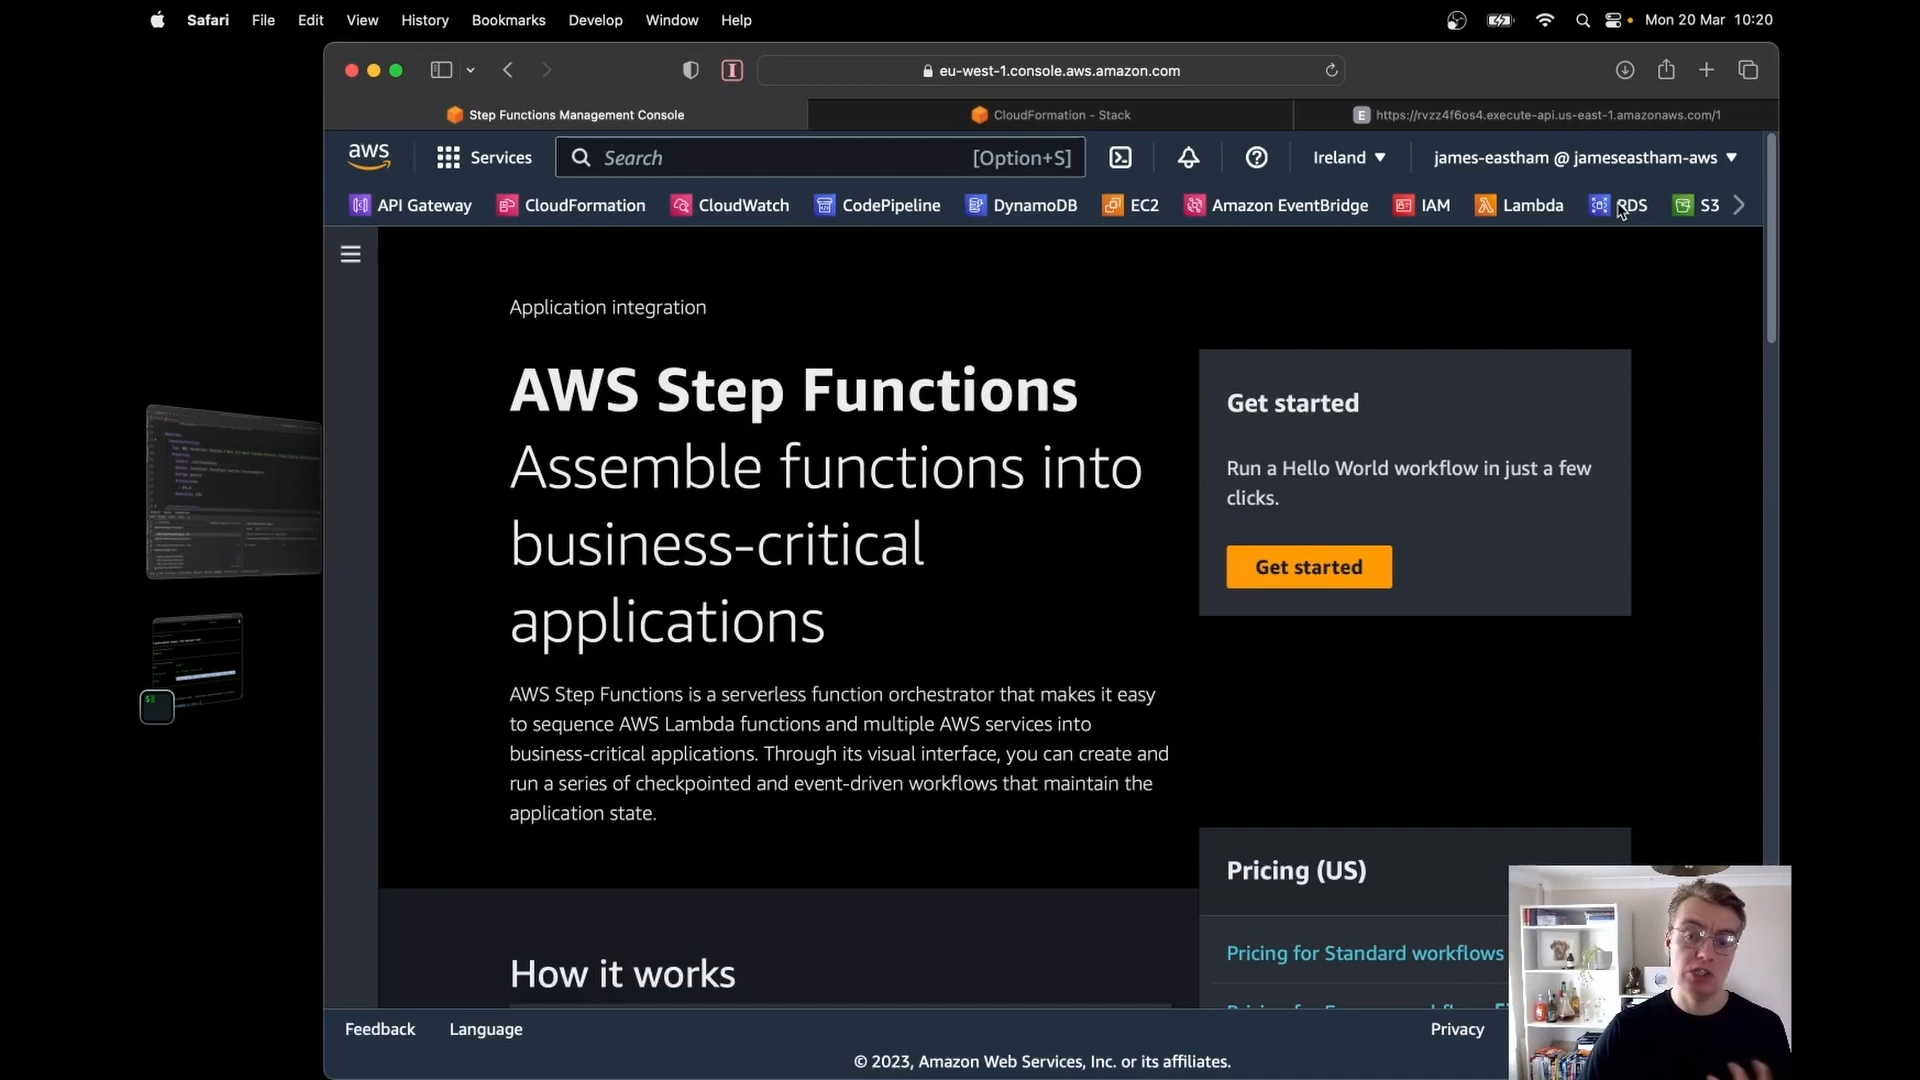 Safari File Edit View History Bookmarks Develop Window Help Mon 20 Mar 10:20
eu-west-1.console.aws.amazon.com
Step Functions Management Console CloudFormation - Stack E https://rvzz4f6os4.execute-api.us-east-1.amazonaws.com/1
aws Services Search [Option+S] Ireland james-eastham @ jameseastham-aws
API Gateway CloudFormation CloudWatch CodePipeline DynamoDB EC2 Amazon EventBridge IAM Lambda RDS S3
Application integration
AWS Step Functions
Assemble functions into
business-critical
applications
AWS Step Functions is a serverless function orchestrator that makes it easy
to sequence AWS Lambda functions and multiple AWS services into
business-critical applications. Through its visual interface, you can create and
run a series of checkpointed and event-driven workflows that maintain the
application state.
How it works
Get started
Run a Hello World workflow in just a few
clicks.
Get started
Pricing (US)
Pricing for Standard workflows
Feedback Language Privacy
© 2023, Amazon Web Services, Inc. or its affiliates.